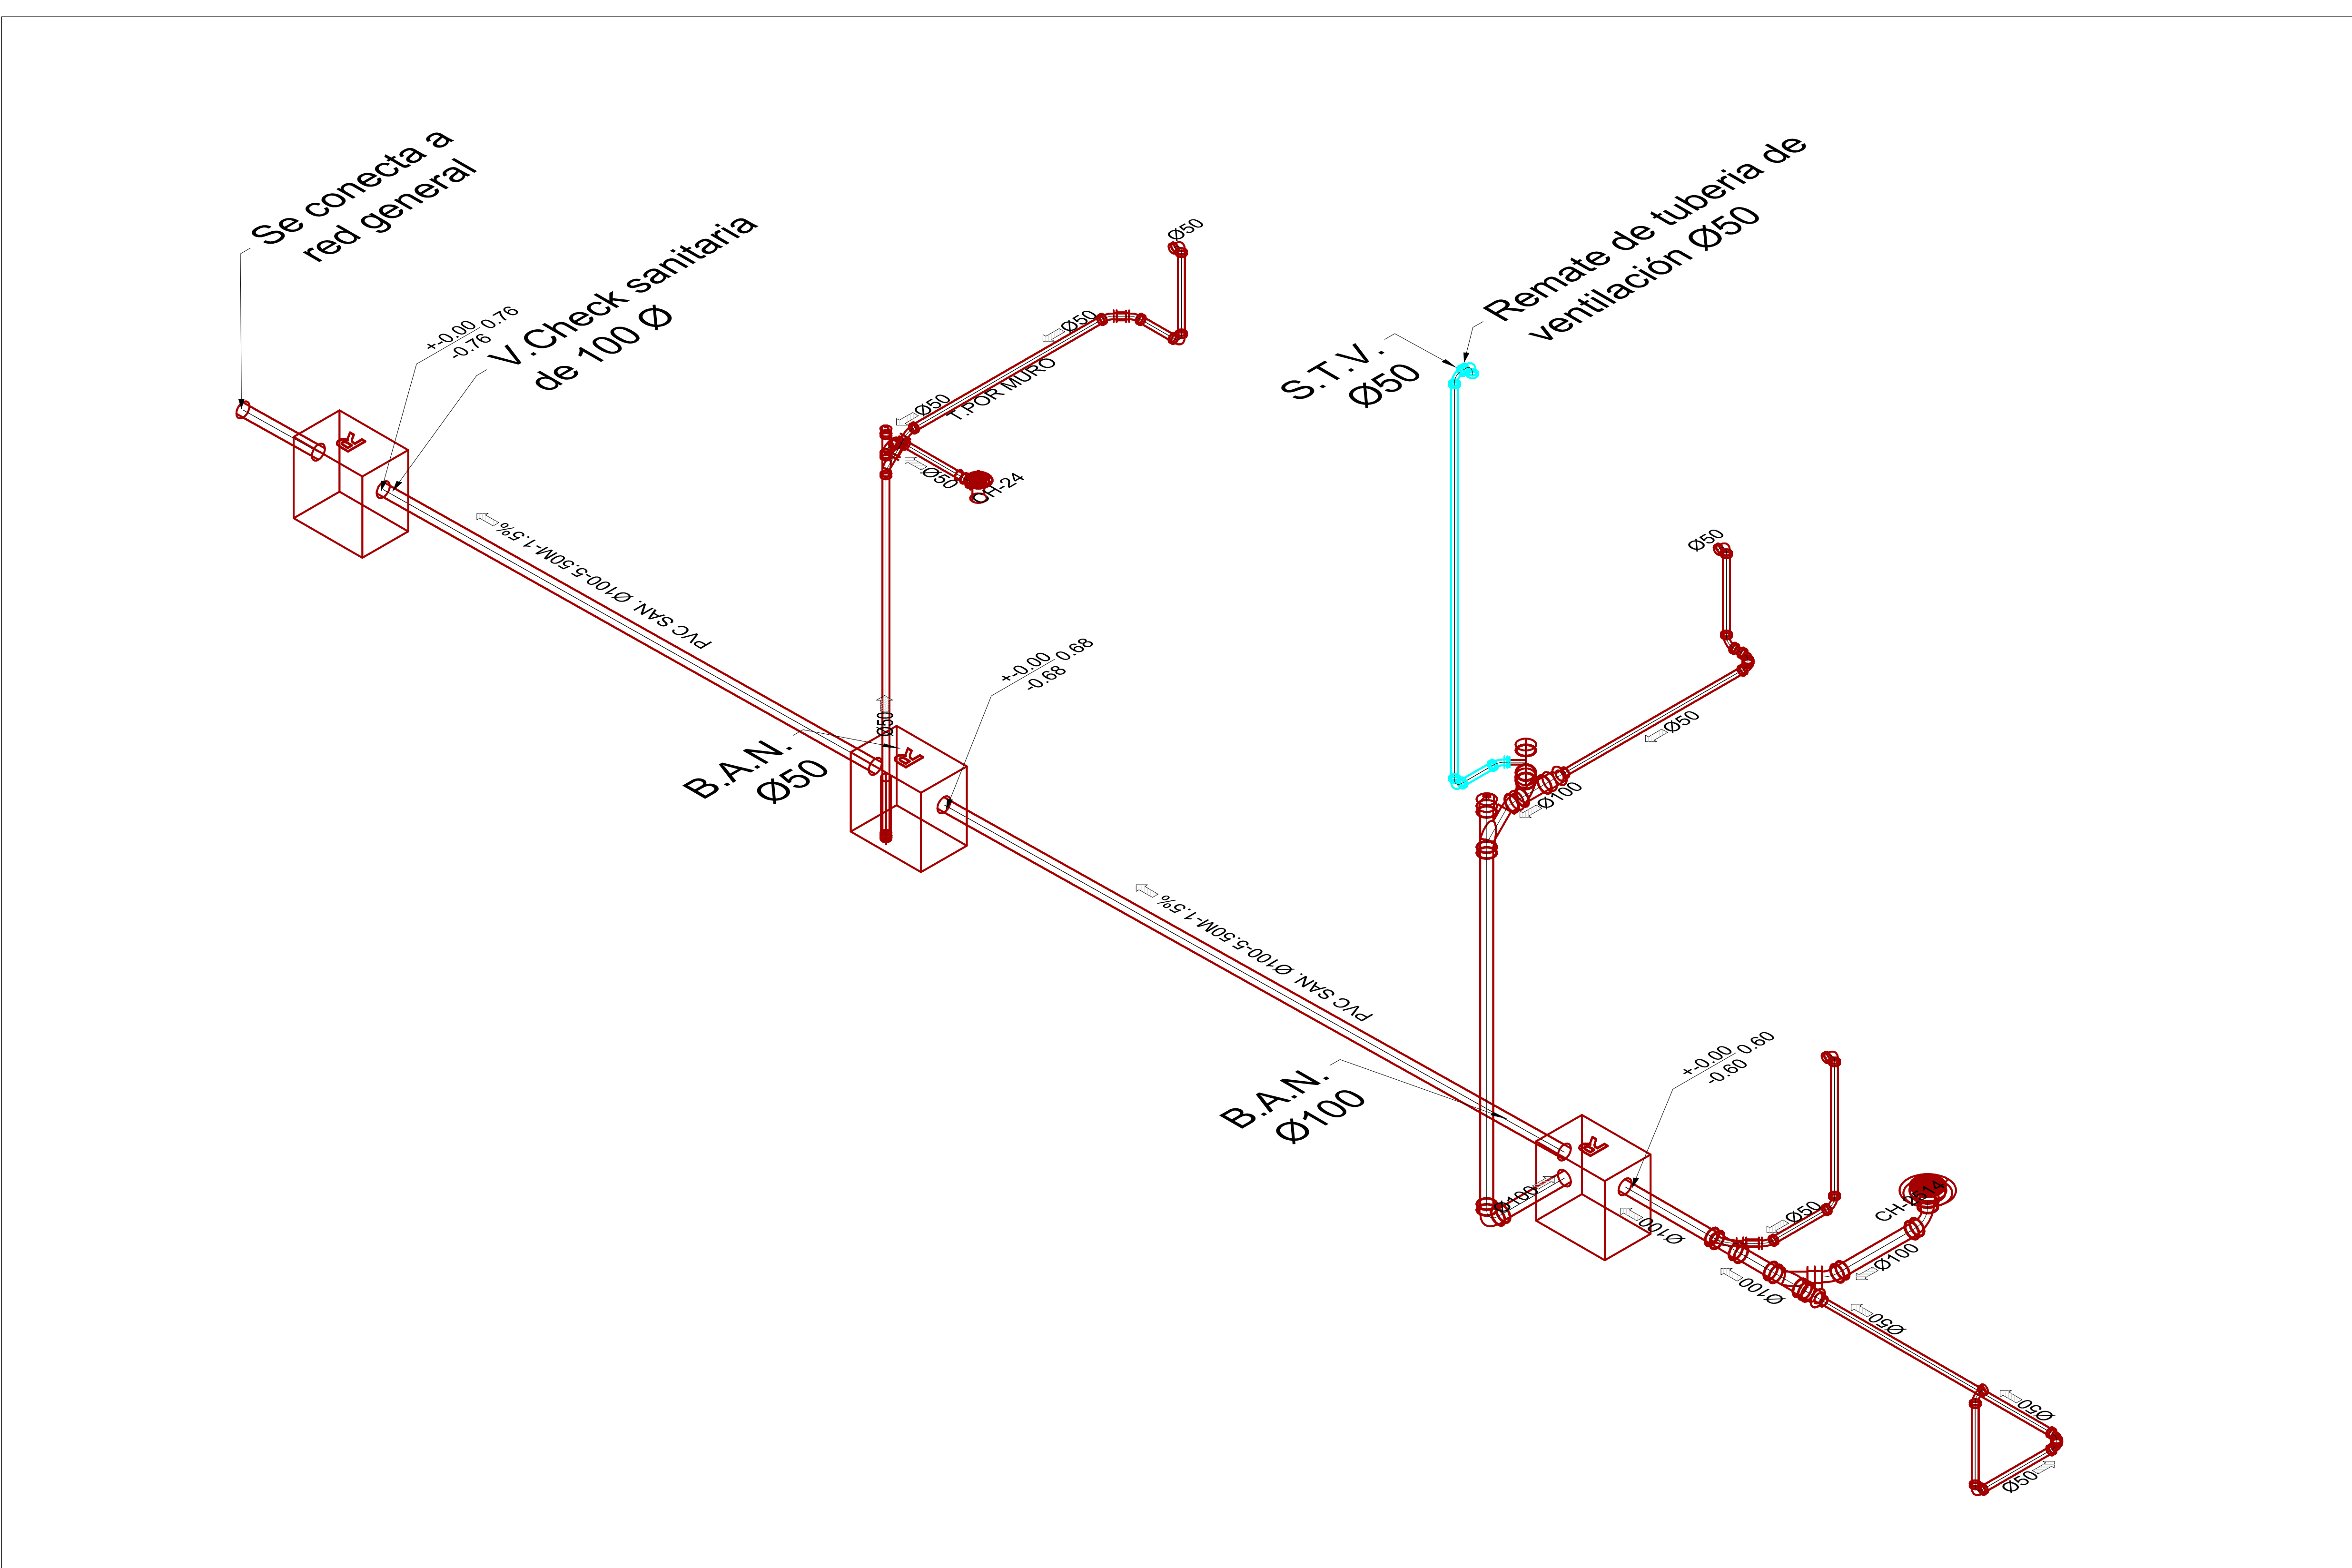 Se conecta a
red general
+-0.00
-0.76
0.76
V.Check sanitaria
de 100 Ø
R
PVC SAN. Ø100-5.50M-1.5%
Ø50
Ø50
T.POR MURO
Ø50
Ø50
CH-24
Ø50
B.A.N.
Ø50
R
+-0.00
-0.68
0.68
PVC SAN. Ø100-5.50M-1.5%
Remate de tuberia de
ventilación Ø50
S.T.V.
Ø50
Ø50
Ø50
Ø100
B.A.N.
Ø100
R
+-0.00
-0.60
0.60
Ø100
Ø100
Ø50
CH-2514
Ø100
Ø100
Ø50
Ø50
Ø50